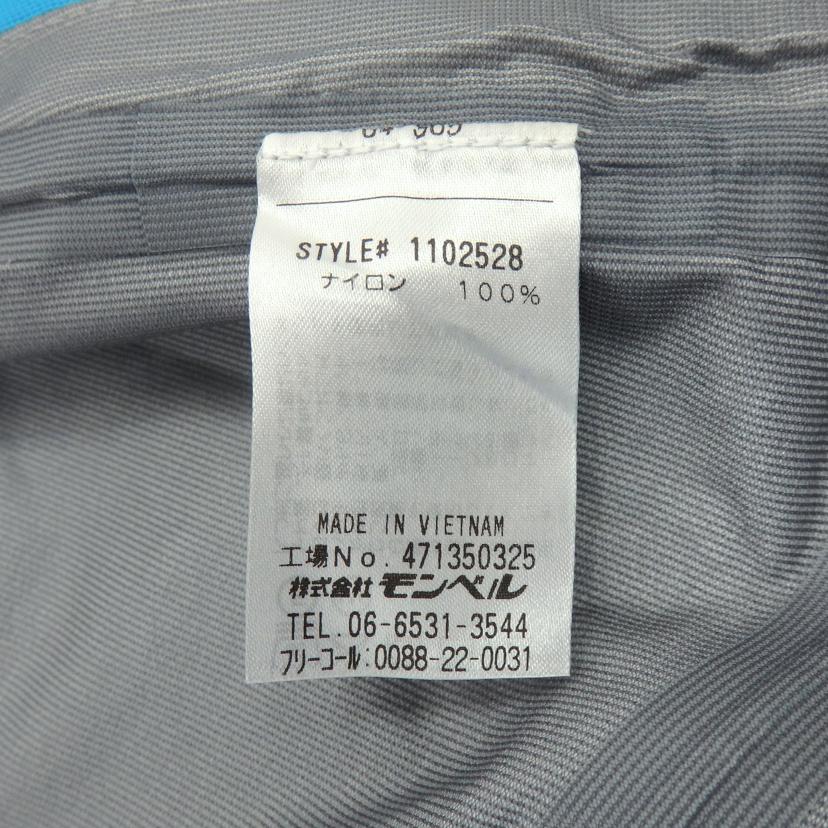 STYLE# 1102528
ナイロン 100%
MADE IN VIETNAM
工場No. 471350325
株式会社 モンベル
TEL.06-6531-3544
フリーコール:0088-22-0031